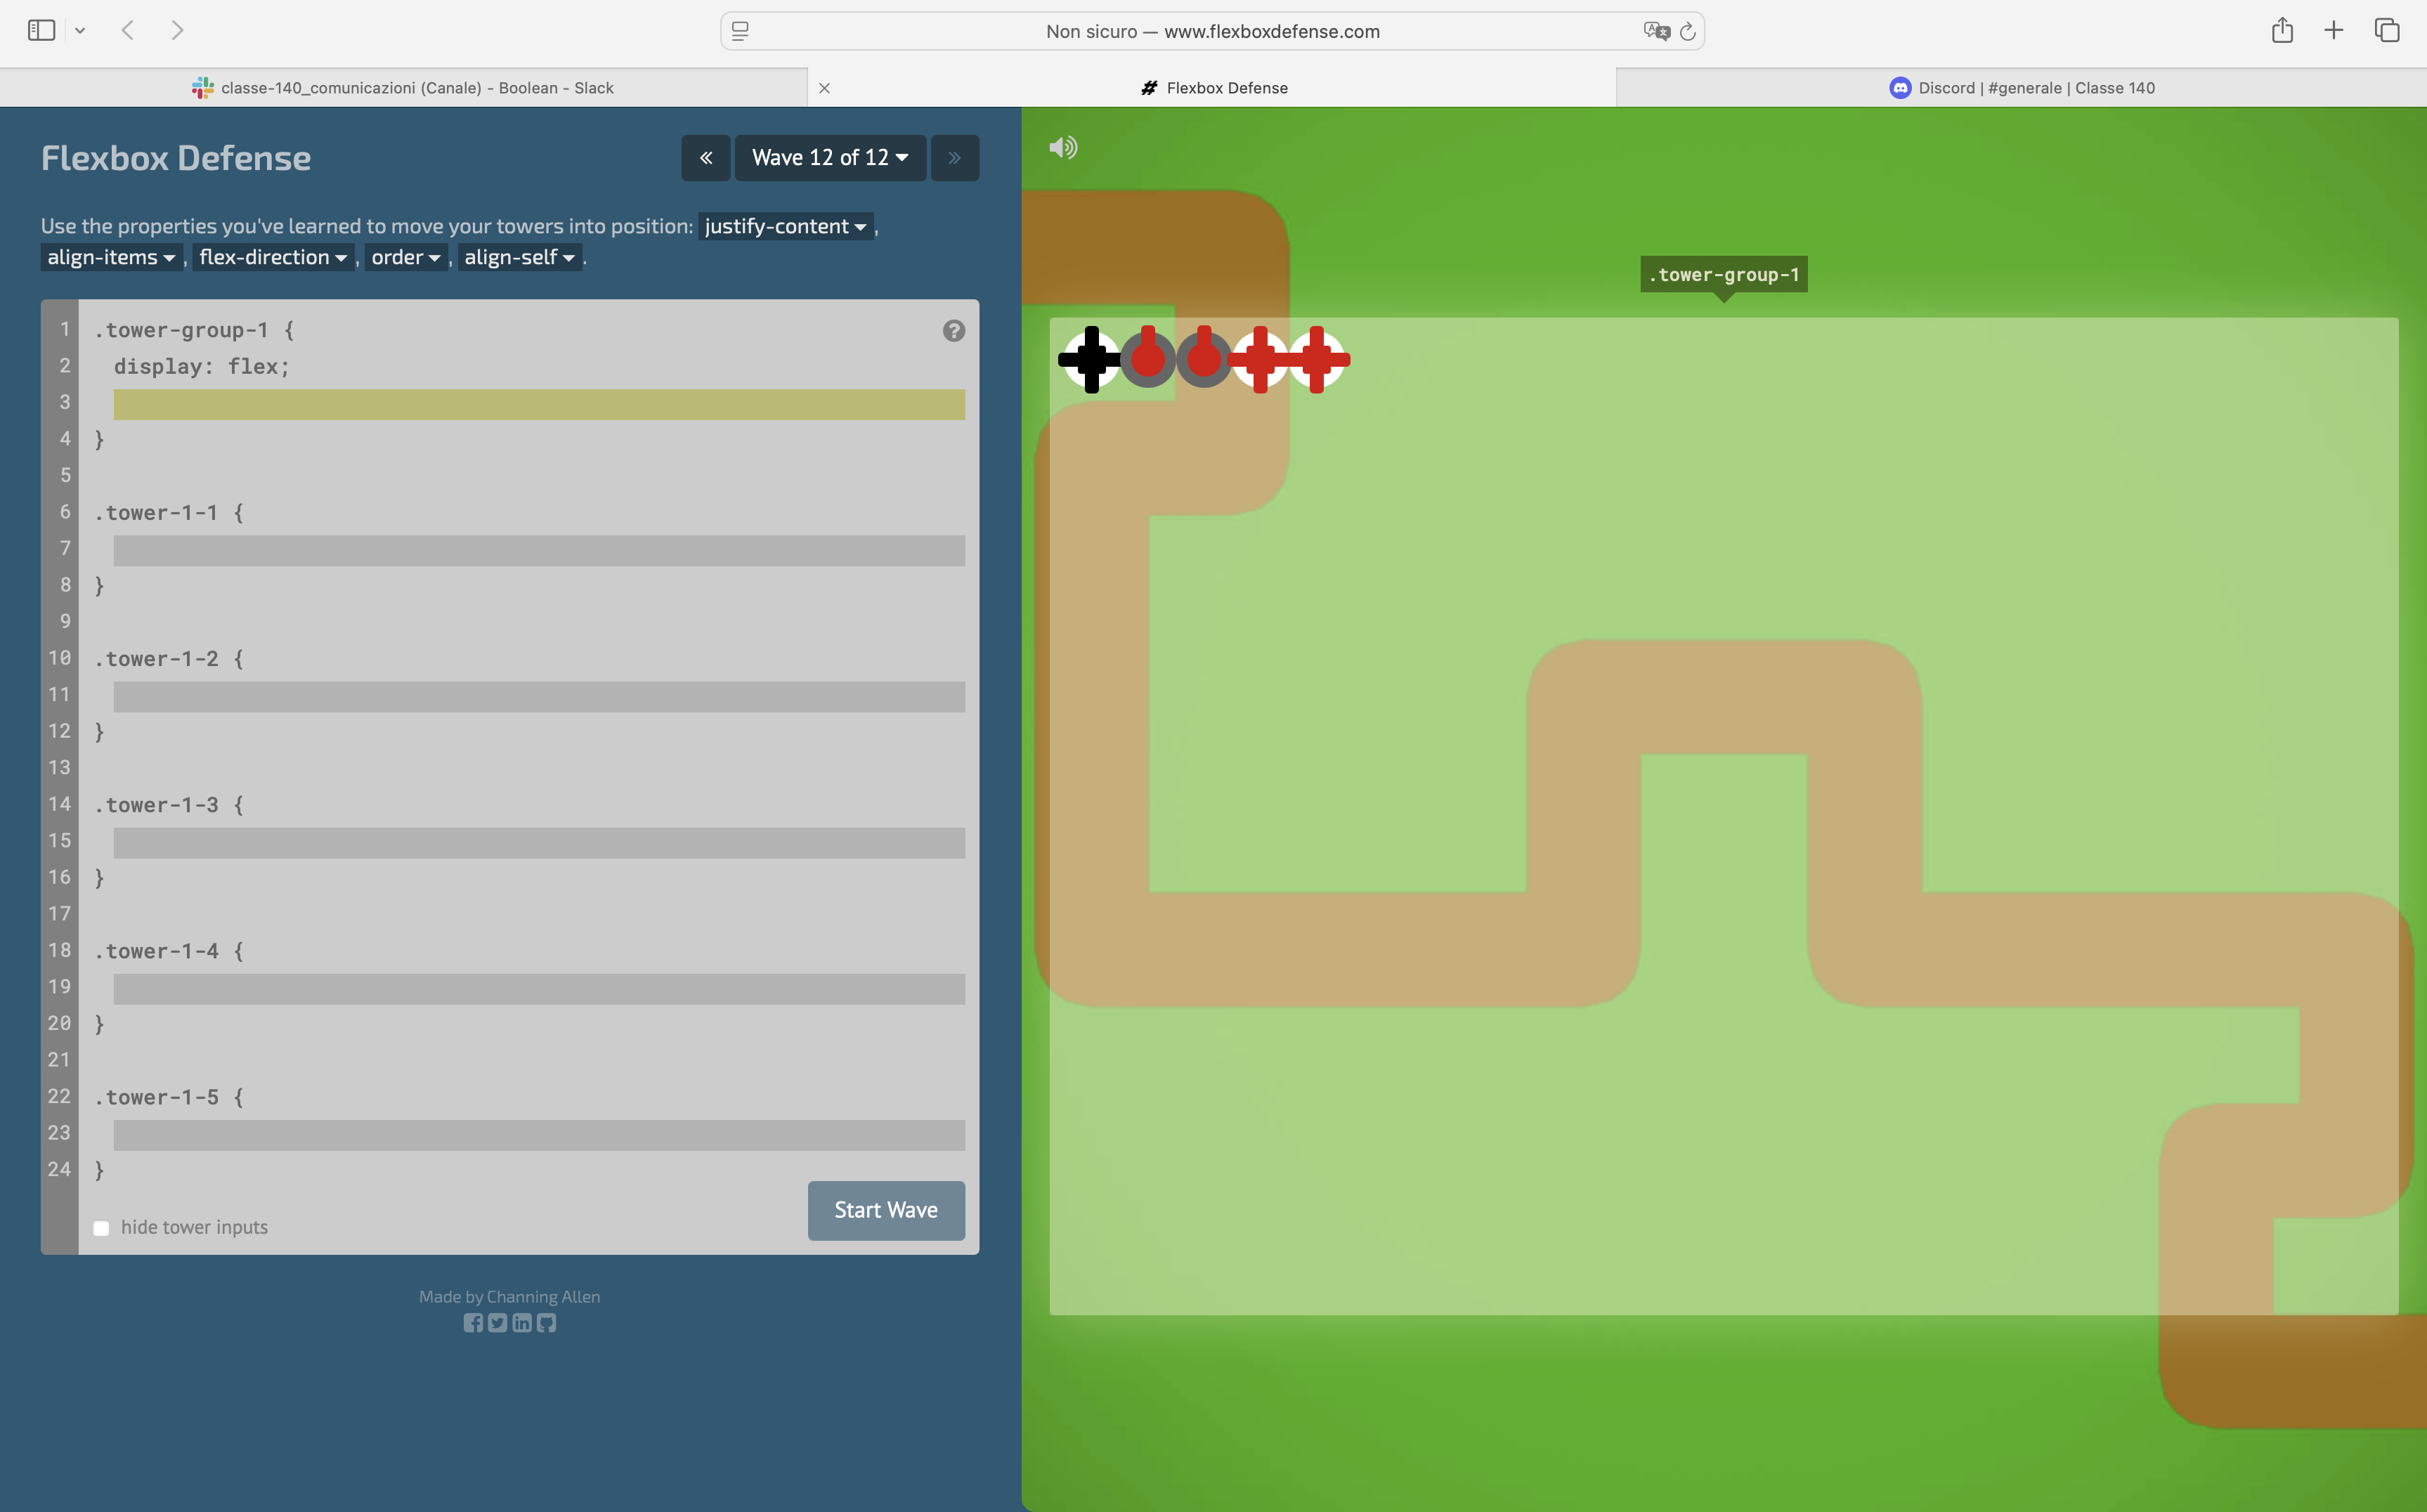 Non sicuro — www.flexboxdefense.com
classe-140_comunicazioni (Canale) - Boolean - Slack
Flexbox Defense
Discord | #generale | Classe 140
Flexbox Defense
«
Wave 12 of 12
»
Use the properties you've learned to move your towers into position: justify-content ,
align-items , flex-direction , order , align-self .
1 .tower-group-1 {
?
2 display: flex;
3
4 }
5
6 .tower-1-1 {
7
8 }
9
10 .tower-1-2 {
11
12 }
13
14 .tower-1-3 {
15
16 }
17
18 .tower-1-4 {
19
20 }
21
22 .tower-1-5 {
23
24 }
hide tower inputs
Start Wave
Made by Channing Allen
.tower-group-1